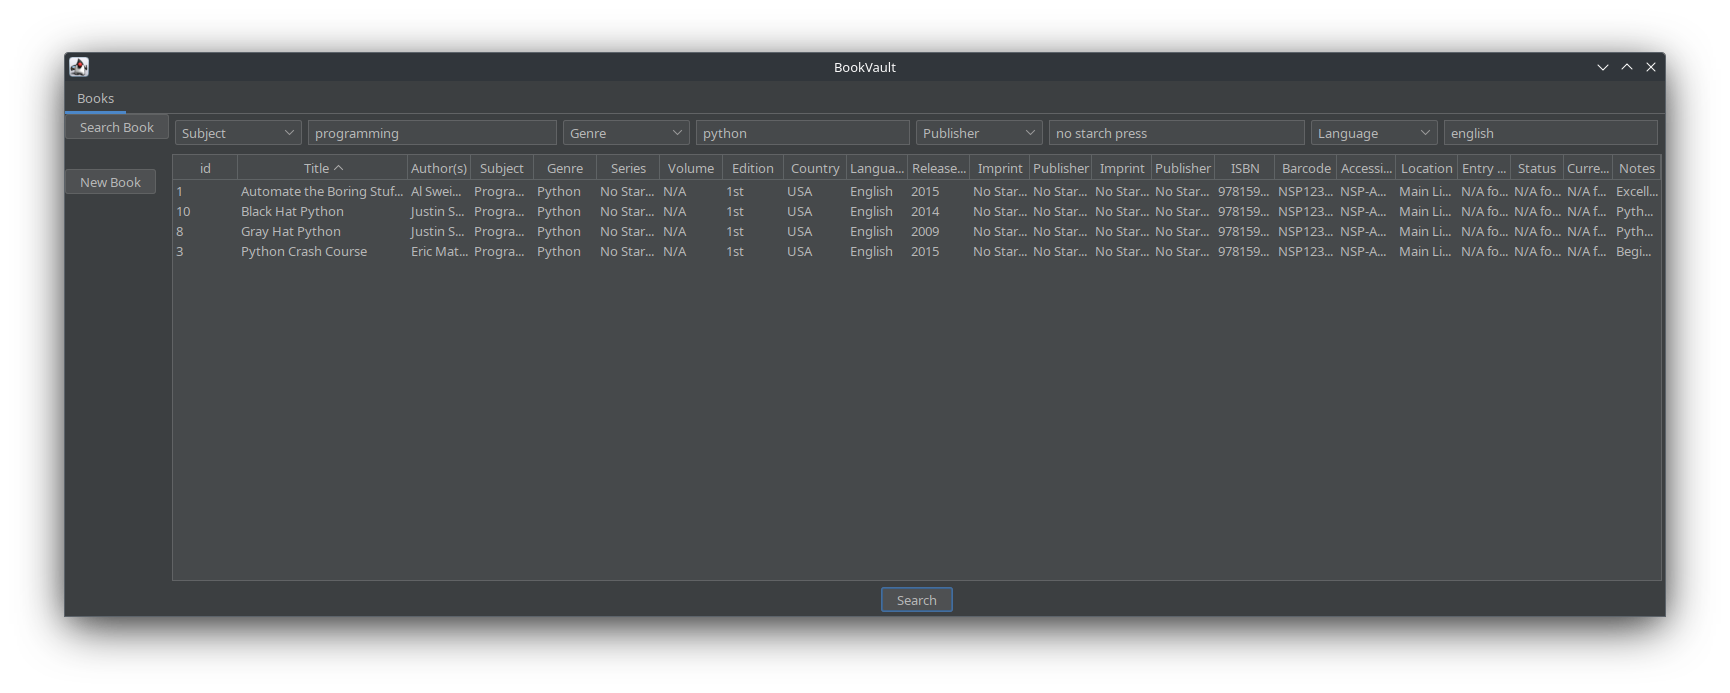 BookVault
Books
Search Book Subject programming Genre python Publisher no starch press Language english
New Book
id Title Author(s) Subject Genre Series Volume Edition Country Langua... Release... Imprint Publisher Imprint Publisher ISBN Barcode Accessi... Location Entry ... Status Curre... Notes
1 Automate the Boring Stuf... Al Swei... Progra... Python No Star... N/A 1st USA English 2015 No Star... No Star... No Star... No Star... 978159... NSP123... NSP-A... Main Li... N/A fo... N/A fo... N/A f... Excell...
10 Black Hat Python Justin S... Progra... Python No Star... N/A 1st USA English 2014 No Star... No Star... No Star... No Star... 978159... NSP123... NSP-A... Main Li... N/A fo... N/A fo... N/A f... Pyth...
8 Gray Hat Python Justin S... Progra... Python No Star... N/A 1st USA English 2009 No Star... No Star... No Star... No Star... 978159... NSP123... NSP-A... Main Li... N/A fo... N/A fo... N/A f... Pyth...
3 Python Crash Course Eric Mat... Progra... Python No Star... N/A 1st USA English 2015 No Star... No Star... No Star... No Star... 978159... NSP123... NSP-A... Main Li... N/A fo... N/A fo... N/A f... Begi...
Search